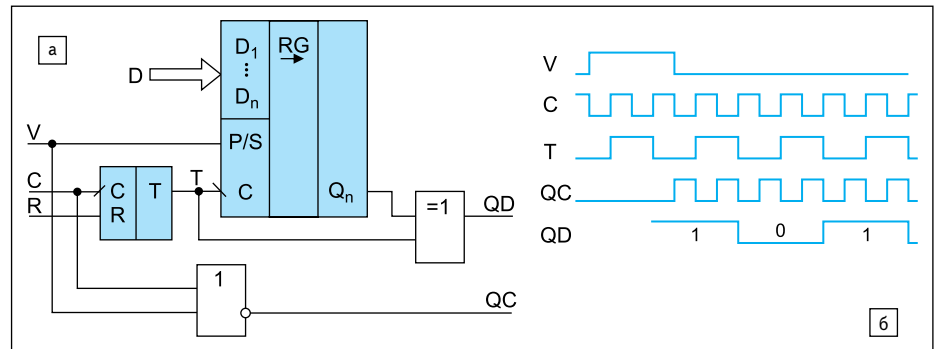 а
D
D1
⋮
Dn
RG
V
P/S
C
R
C
R
T
T
C
Qn
=1
QD
1
QC
V
C
T
QC
QD
1
0
1
б